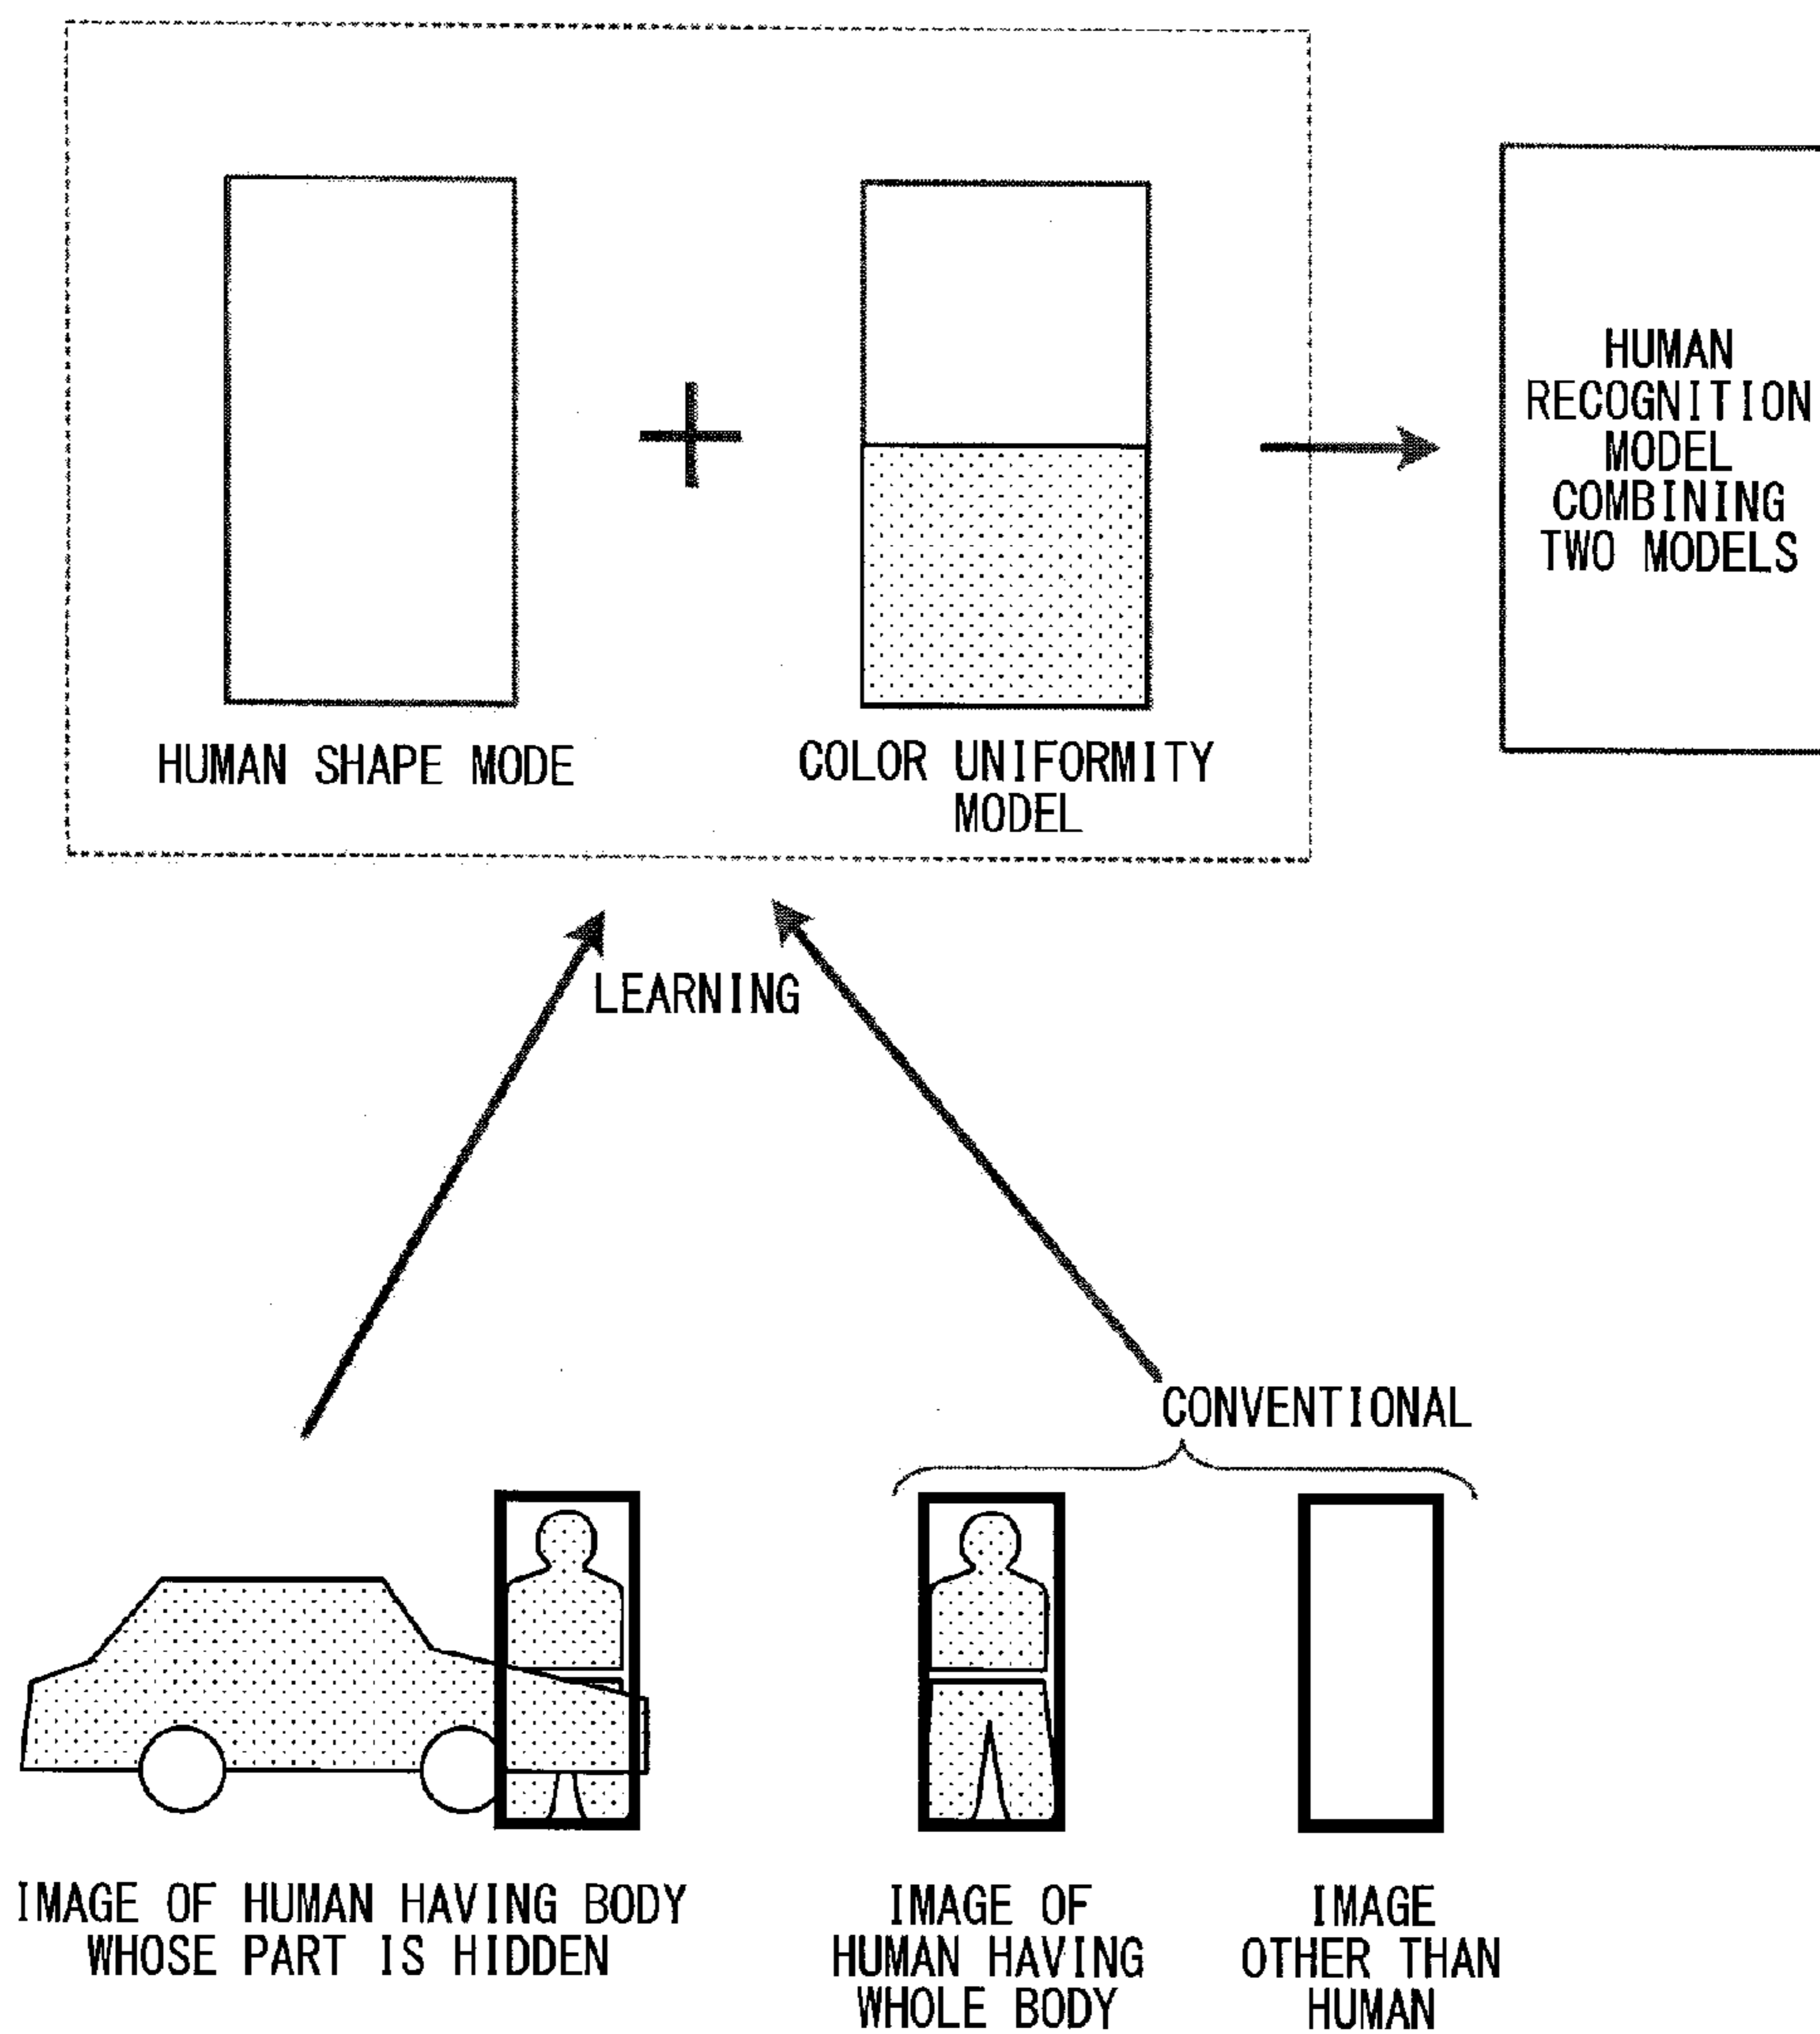 HUMAN
RECOGNITION
MODEL
COMBINING
TWO MODELS
HUMAN SHAPE MODE
COLOR UNIFORMITY
MODEL
LEARNING
CONVENTIONAL
IMAGE OF HUMAN HAVING BODY
WHOSE PART IS HIDDEN
IMAGE OF
HUMAN HAVING
WHOLE BODY
IMAGE
OTHER THAN
HUMAN